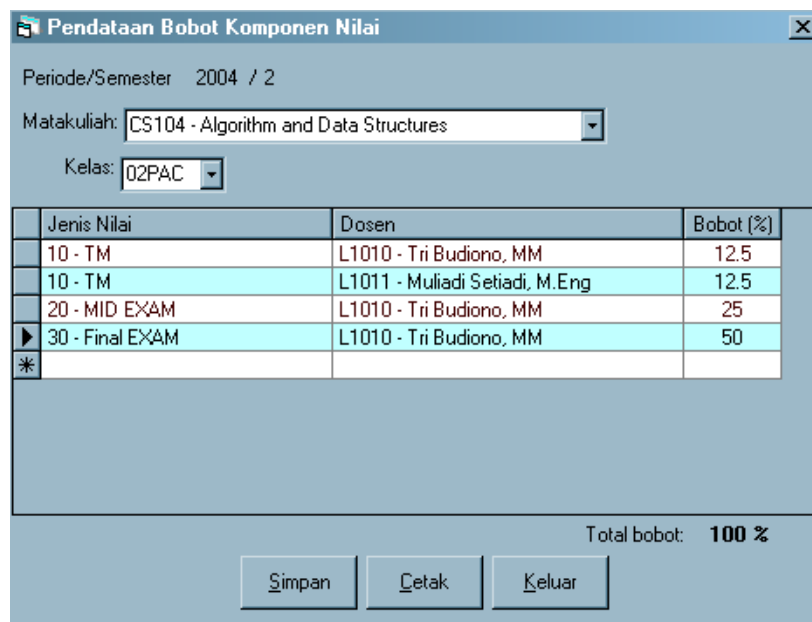 Pendataan Bobot Komponen Nilai
Periode/Semester 2004 / 2
Matakuliah: CS104 - Algorithm and Data Structures
Kelas: 02PAC
Jenis Nilai Dosen Bobot (%)
10 - TM L1010 - Tri Budiono, MM 12.5
10 - TM L1011 - Muliadi Setiadi, M.Eng 12.5
20 - MID EXAM L1010 - Tri Budiono, MM 25
30 - Final EXAM L1010 - Tri Budiono, MM 50
Total bobot: 100 %
Simpan Cetak Keluar